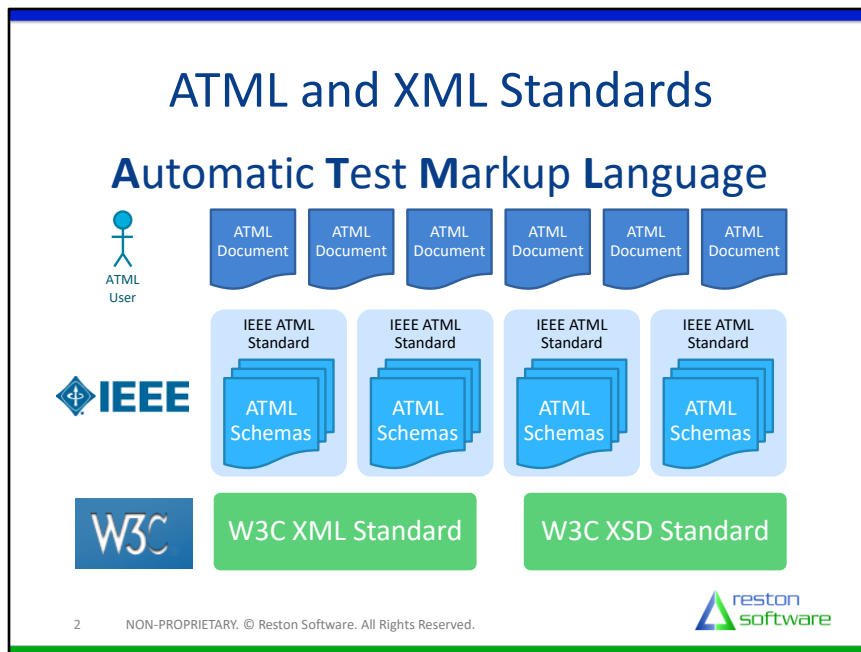 ATML and XML Standards
Automatic Test Markup Language
ATML
User
ATML
Document
ATML
Document
ATML
Document
ATML
Document
ATML
Document
ATML
Document
IEEE
IEEE ATML
Standard
ATML
Schemas
IEEE ATML
Standard
ATML
Schemas
IEEE ATML
Standard
ATML
Schemas
IEEE ATML
Standard
ATML
Schemas
W3C
W3C XML Standard
W3C XSD Standard
2
NON-PROPRIETARY. © Reston Software. All Rights Reserved.
reston
software